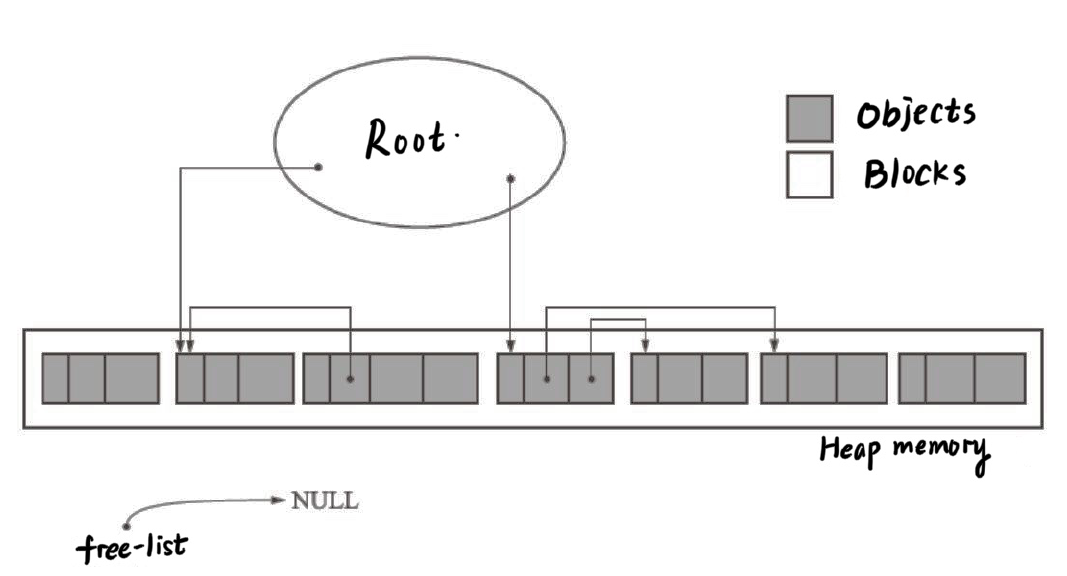 Root.
Objects
Blocks
Heap memory
NULL
free-list